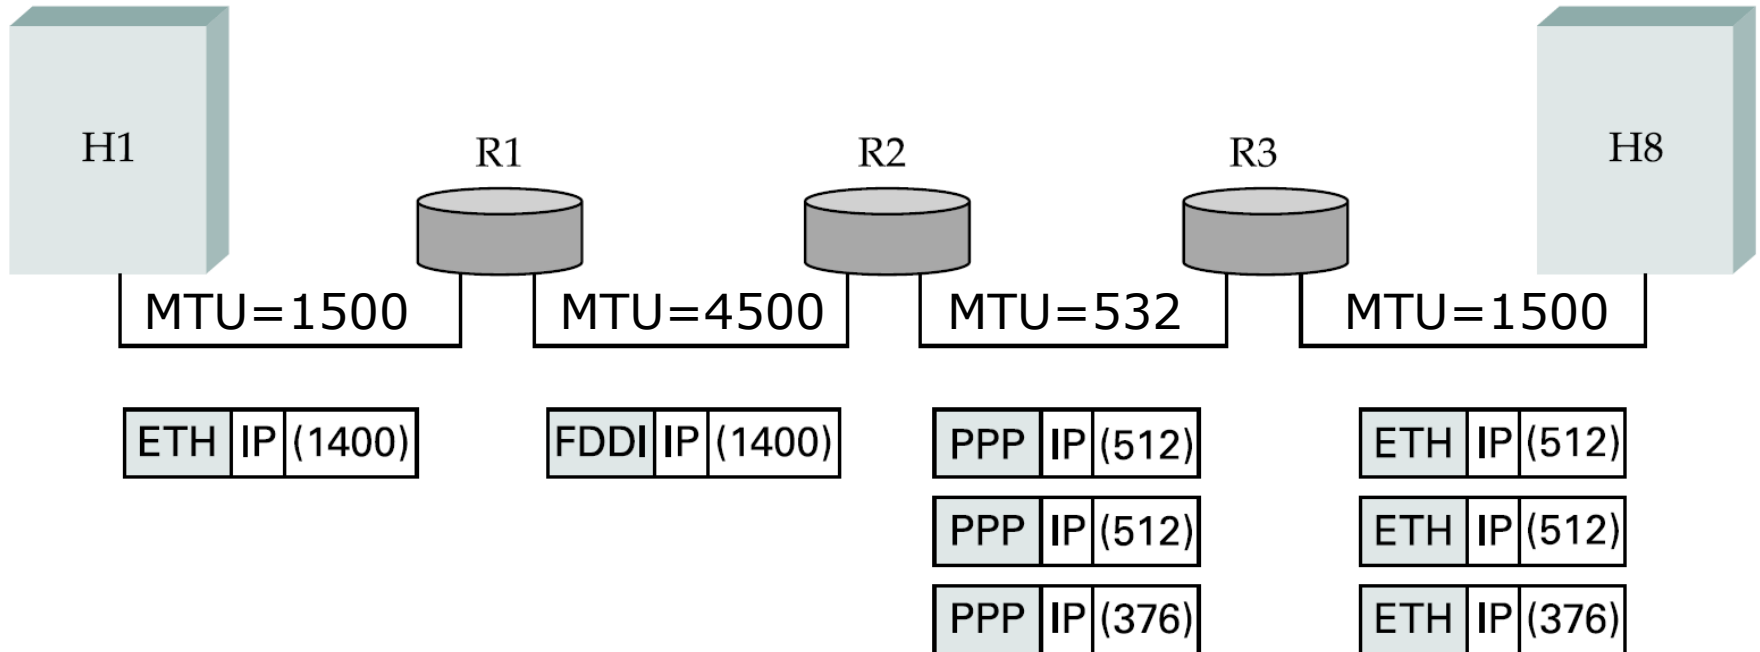 H1
R1
R2
R3
H8
MTU=1500
MTU=4500
MTU=532
MTU=1500
ETH IP (1400)
FDDI IP (1400)
PPP IP (512)
ETH IP (512)
PPP IP (512)
ETH IP (512)
PPP IP (376)
ETH IP (376)